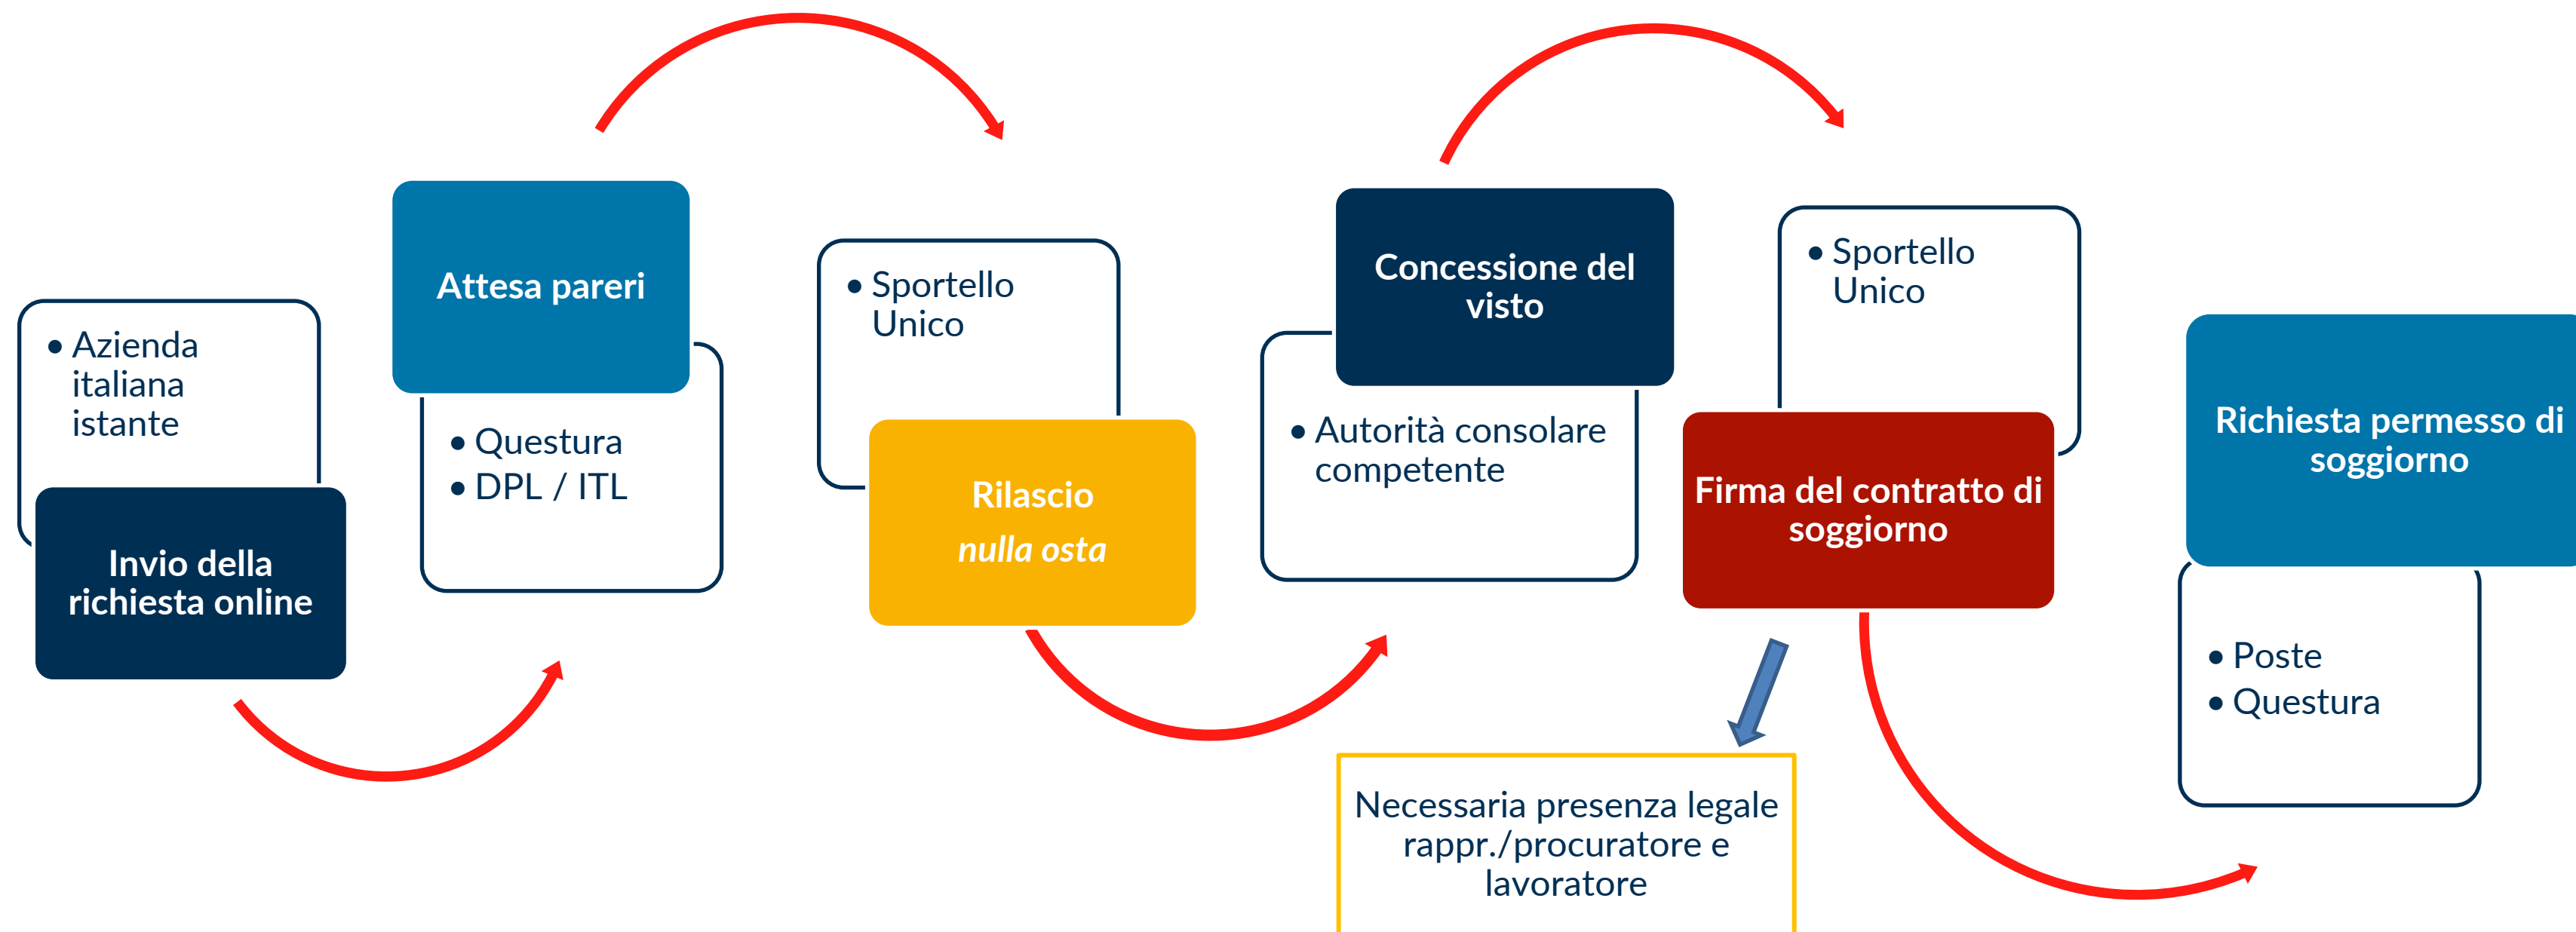 • Azienda
italiana
istante
Invio della
richiesta online
Attesa pareri
• Questura
• DPL / ITL
• Sportello
Unico
Rilascio
nulla osta
Concessione del
visto
• Autorità consolare
competente
• Sportello
Unico
Firma del contratto di
soggiorno
Necessaria presenza legale
rappr./procuratore e
lavoratore
Richiesta permesso di
soggiorno
• Poste
• Questura